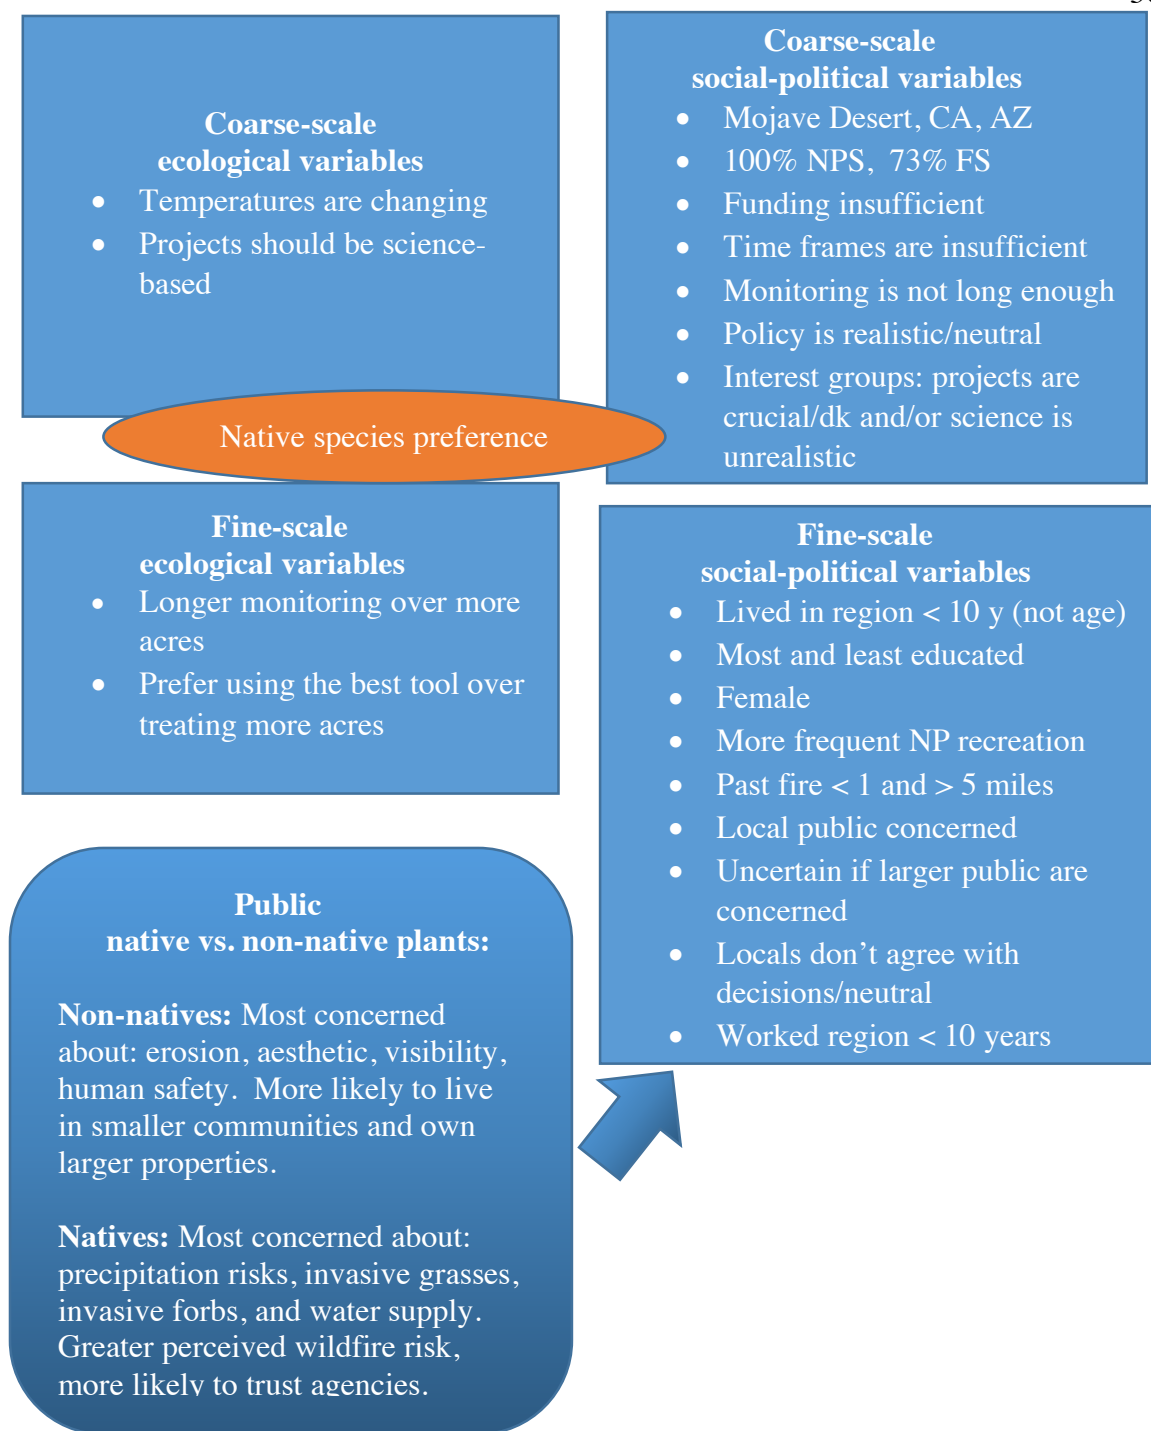 Coarse-scale
ecological variables
• Temperatures are changing
• Projects should be science-
based
Coarse-scale
social-political variables
• Mojave Desert, CA, AZ
• 100% NPS, 73% FS
• Funding insufficient
• Time frames are insufficient
• Monitoring is not long enough
• Policy is realistic/neutral
• Interest groups: projects are
crucial/dk and/or science is
unrealistic
Native species preference
Fine-scale
ecological variables
• Longer monitoring over more
acres
• Prefer using the best tool over
treating more acres
Fine-scale
social-political variables
• Lived in region < 10 y (not age)
• Most and least educated
• Female
• More frequent NP recreation
• Past fire < 1 and > 5 miles
• Local public concerned
• Uncertain if larger public are
concerned
• Locals don’t agree with
decisions/neutral
• Worked region < 10 years
Public
native vs. non-native plants:
Non-natives: Most concerned
about: erosion, aesthetic, visibility,
human safety. More likely to live
in smaller communities and own
larger properties.
Natives: Most concerned about:
precipitation risks, invasive grasses,
invasive forbs, and water supply.
Greater perceived wildfire risk,
more likely to trust agencies.